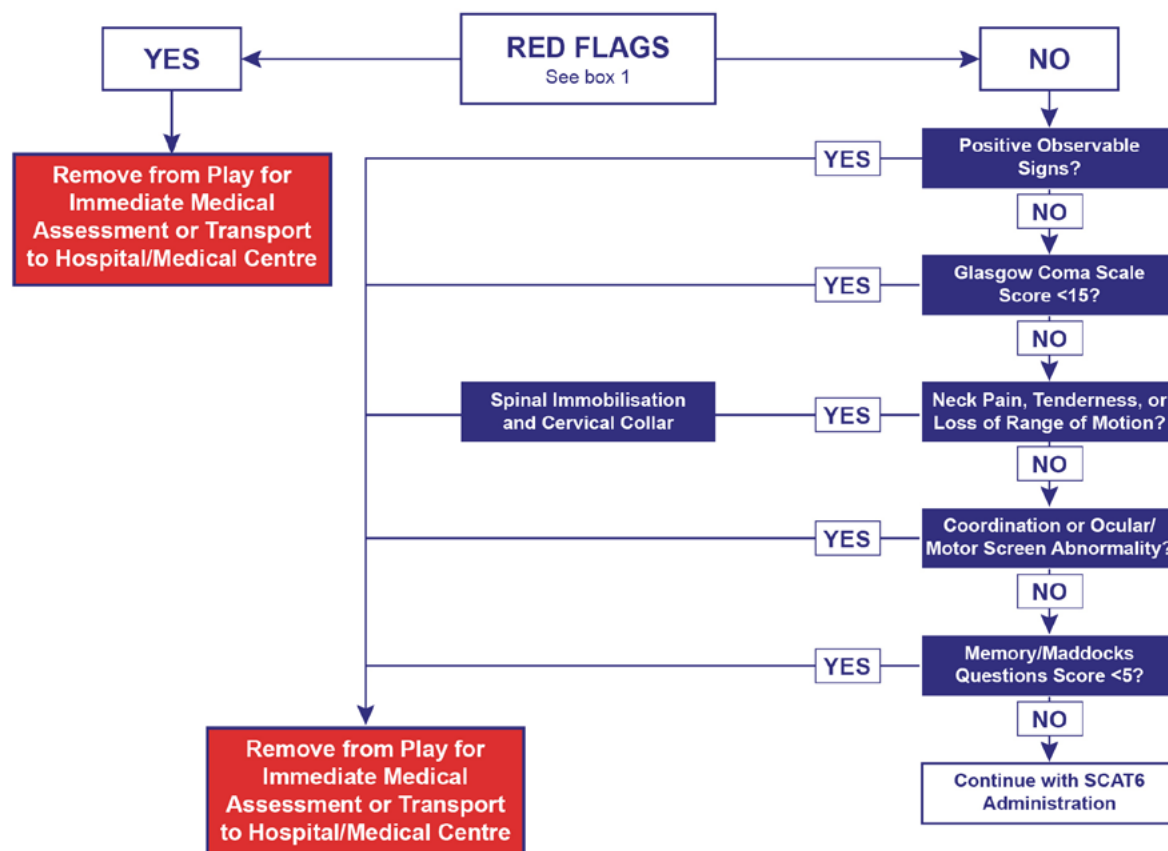 YES
RED FLAGS
See box 1
NO
Remove from Play for
Immediate Medical
Assessment or Transport
to Hospital/Medical Centre
YES
Positive Observable
Signs?
NO
YES
Glasgow Coma Scale
Score <15?
NO
Spinal Immobilisation
and Cervical Collar
YES
Neck Pain, Tenderness, or
Loss of Range of Motion?
NO
YES
Coordination or Ocular/
Motor Screen Abnormality?
NO
YES
Memory/Maddocks
Questions Score <5?
NO
Remove from Play for
Immediate Medical
Assessment or Transport
to Hospital/Medical Centre
Continue with SCAT6
Administration